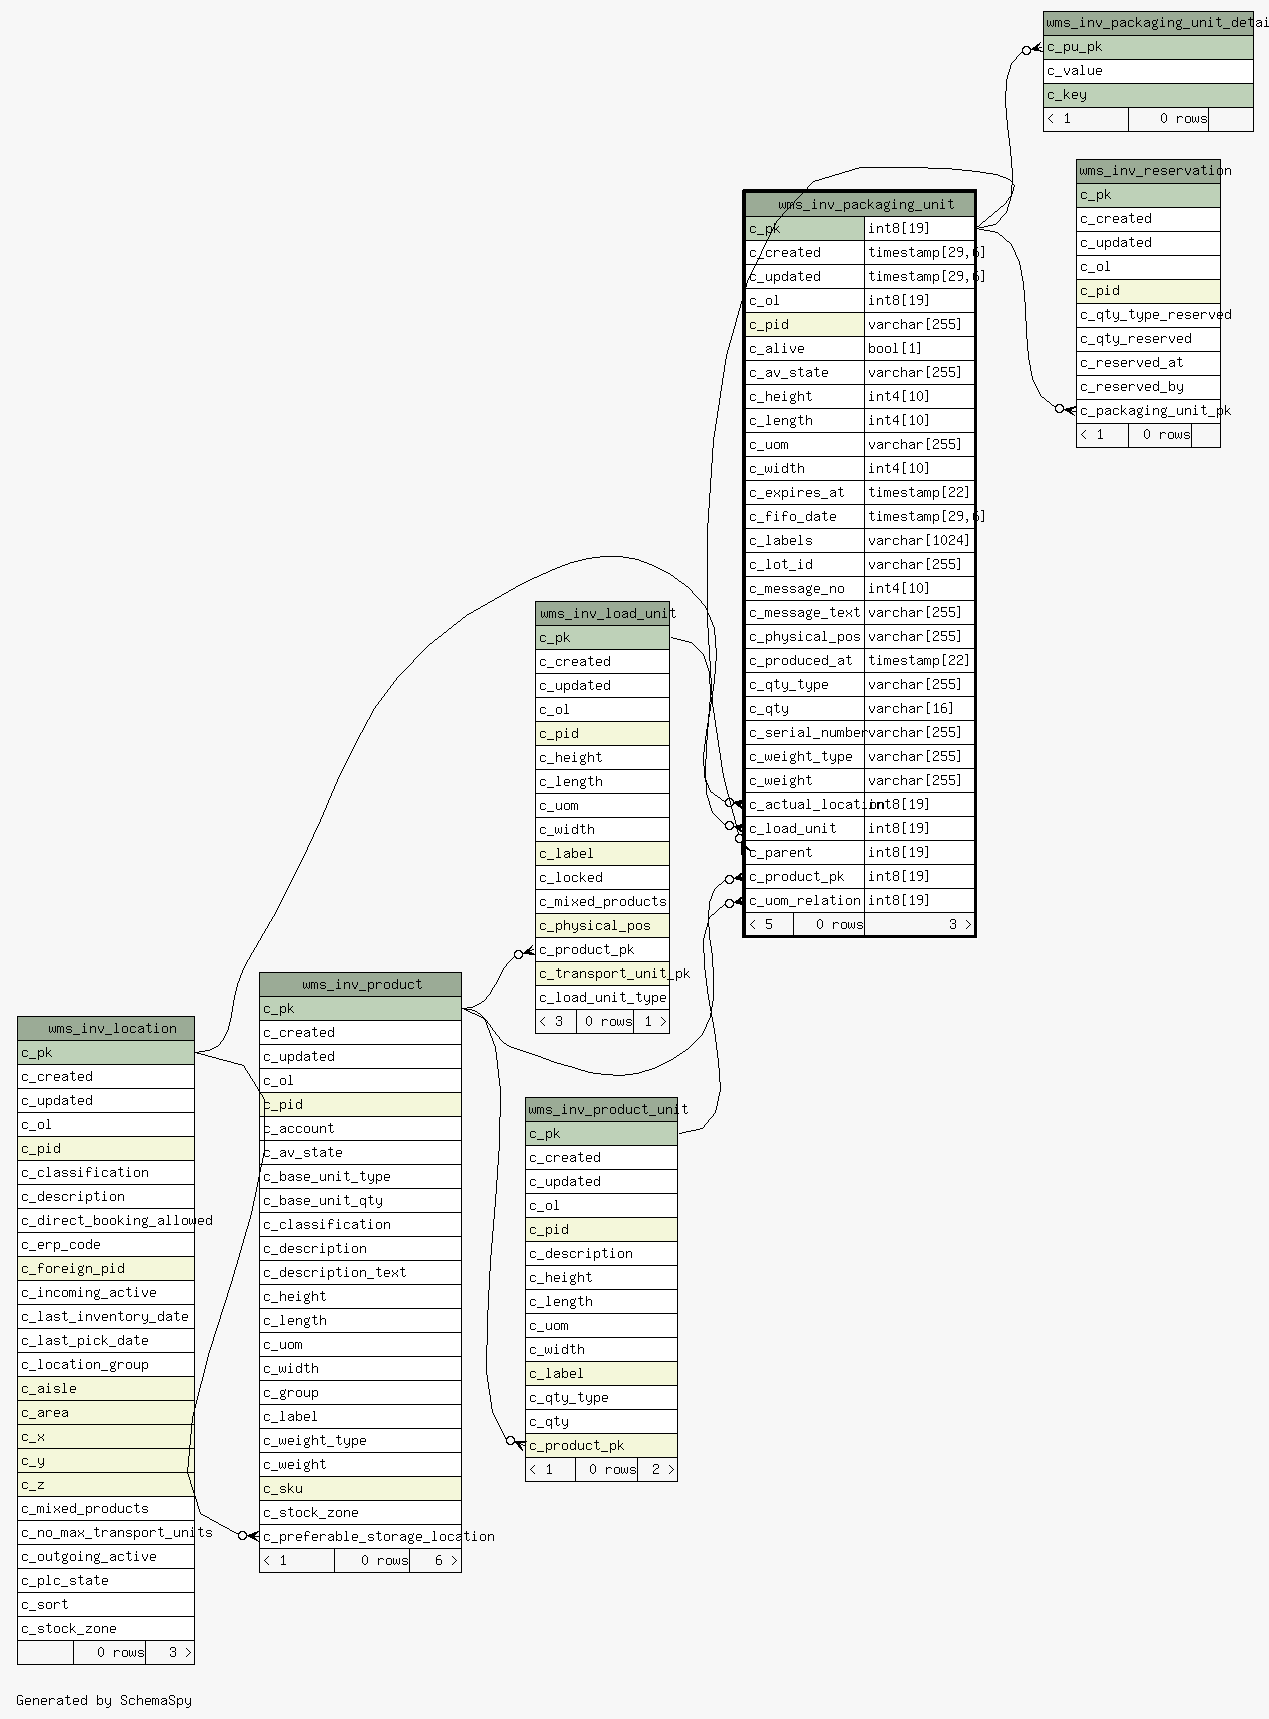 wms_inv_packaging_unit_detai
c_pu_pk
c_value
c_key
< 1 0 rows
wms_inv_reservation
c_pk
c_created
c_updated
c_ol
c_pid
c_qty_type_reserved
c_qty_reserved
c_reserved_at
c_reserved_by
c_packaging_unit_pk
< 1 0 rows
wms_inv_packaging_unit
c_pk int8[19]
c_created timestamp[29,6]
c_updated timestamp[29,6]
c_ol int8[19]
c_pid varchar[255]
c_alive bool[1]
c_av_state varchar[255]
c_height int4[10]
c_length int4[10]
c_uom varchar[255]
c_width int4[10]
c_expires_at timestamp[22]
c_fifo_date timestamp[29,6]
c_labels varchar[1024]
c_lot_id varchar[255]
c_message_no int4[10]
c_message_text varchar[255]
c_physical_pos varchar[255]
c_produced_at timestamp[22]
c_qty_type varchar[255]
c_qty varchar[16]
c_serial_number varchar[255]
c_weight_type varchar[255]
c_weight varchar[255]
c_actual_location int8[19]
c_load_unit int8[19]
c_parent int8[19]
c_product_pk int8[19]
c_uom_relation int8[19]
< 5 0 rows 3 >
wms_inv_load_unit
c_pk
c_created
c_updated
c_ol
c_pid
c_height
c_length
c_uom
c_width
c_label
c_locked
c_mixed_products
c_physical_pos
c_product_pk
c_transport_unit_pk
c_load_unit_type
< 3 0 rows 1 >
wms_inv_product
c_pk
c_created
c_updated
c_ol
c_pid
c_account
c_av_state
c_base_unit_type
c_base_unit_qty
c_classification
c_description
c_description_text
c_height
c_length
c_uom
c_width
c_group
c_label
c_weight_type
c_weight
c_sku
c_stock_zone
c_preferable_storage_location
< 1 0 rows 6 >
wms_inv_location
c_pk
c_created
c_updated
c_ol
c_pid
c_classification
c_description
c_direct_booking_allowed
c_erp_code
c_foreign_pid
c_incoming_active
c_last_inventory_date
c_last_pick_date
c_location_group
c_aisle
c_area
c_x
c_y
c_z
c_mixed_products
c_no_max_transport_units
c_outgoing_active
c_plc_state
c_sort
c_stock_zone
0 rows 3 >
wms_inv_product_unit
c_pk
c_created
c_updated
c_ol
c_pid
c_description
c_height
c_length
c_uom
c_width
c_label
c_qty_type
c_qty
c_product_pk
< 1 0 rows 2 >
Generated by SchemaSpy